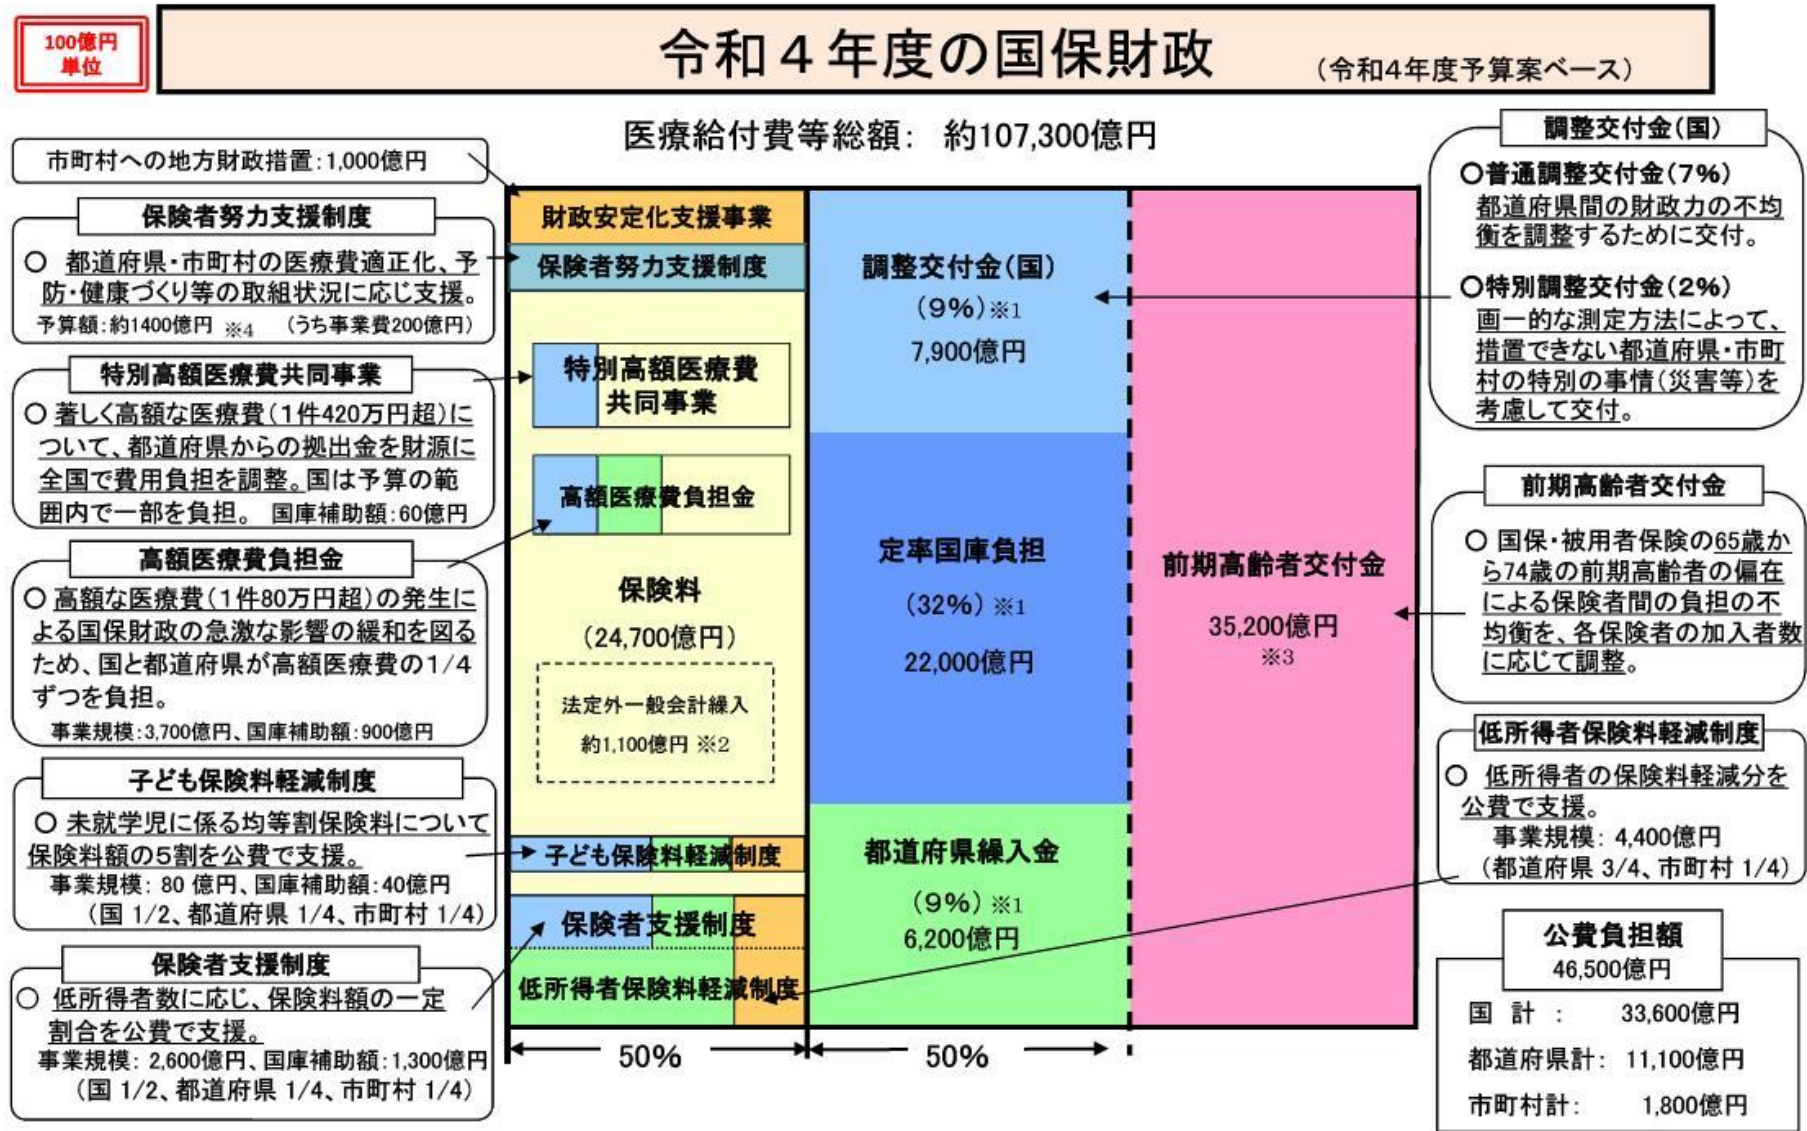 100億円
単位
令和４年度の国保財政
（令和4年度予算案ベース）
医療給付費等総額： 約107,300億円
市町村への地方財政措置:1,000億円
保険者努力支援制度
○ 都道府県・市町村の医療費適正化、予
防・健康づくり等の取組状況に応じ支援。
予算額：約1400億円 ※4 （うち事業費200億円）
特別高額医療費共同事業
○ 著しく高額な医療費（1件420万円超）に
ついて、都道府県からの拠出金を財源に
全国で費用負担を調整。国は予算の範
囲内で一部を負担。 国庫補助額：60億円
高額医療費負担金
○ 高額な医療費（1件80万円超）の発生に
よる国保財政の急激な影響の緩和を図る
ため、国と都道府県が高額医療費の1/4
ずつを負担。
事業規模：3,700億円、国庫補助額：900億円
子ども保険料軽減制度
○ 未就学児に係る均等割保険料について
保険料額の5割を公費で支援。
事業規模： 80 億円、国庫補助額：40億円
（国 1/2、都道府県 1/4、市町村 1/4）
保険者支援制度
○ 低所得者数に応じ、保険料額の一定
割合を公費で支援。
事業規模： 2,600億円、国庫補助額：1,300億円
（国 1/2、都道府県 1/4、市町村 1/4）
財政安定化支援事業
保険者努力支援制度
特別高額医療費
共同事業
高額医療費負担金
保険料
（24,700億円）
法定外一般会計繰入
約1,100億円 ※2
子ども保険料軽減制度
保険者支援制度
低所得者保険料軽減制度
50%
調整交付金（国）
（9%）※1
7,900億円
定率国庫負担
（32%）※1
22,000億円
都道府県繰入金
（9%）※1
6,200億円
50%
前期高齢者交付金
35,200億円
※3
調整交付金（国）
○普通調整交付金（7%）
都道府県間の財政力の不均
衡を調整するために交付。
○特別調整交付金（2%）
画一的な測定方法によって、
措置できない都道府県・市町
村の特別の事情（災害等）を
考慮して交付。
前期高齢者交付金
○ 国保・被用者保険の65歳か
ら74歳の前期高齢者の偏在
による保険者間の負担の不
均衡を、各保険者の加入者数
に応じて調整。
低所得者保険料軽減制度
○ 低所得者の保険料軽減分を
公費で支援。
事業規模： 4,400億円
（都道府県 3/4、市町村 1/4）
公費負担額
46,500億円
国 計 ： 33,600億円
都道府県計： 11,100億円
市町村計： 1,800億円